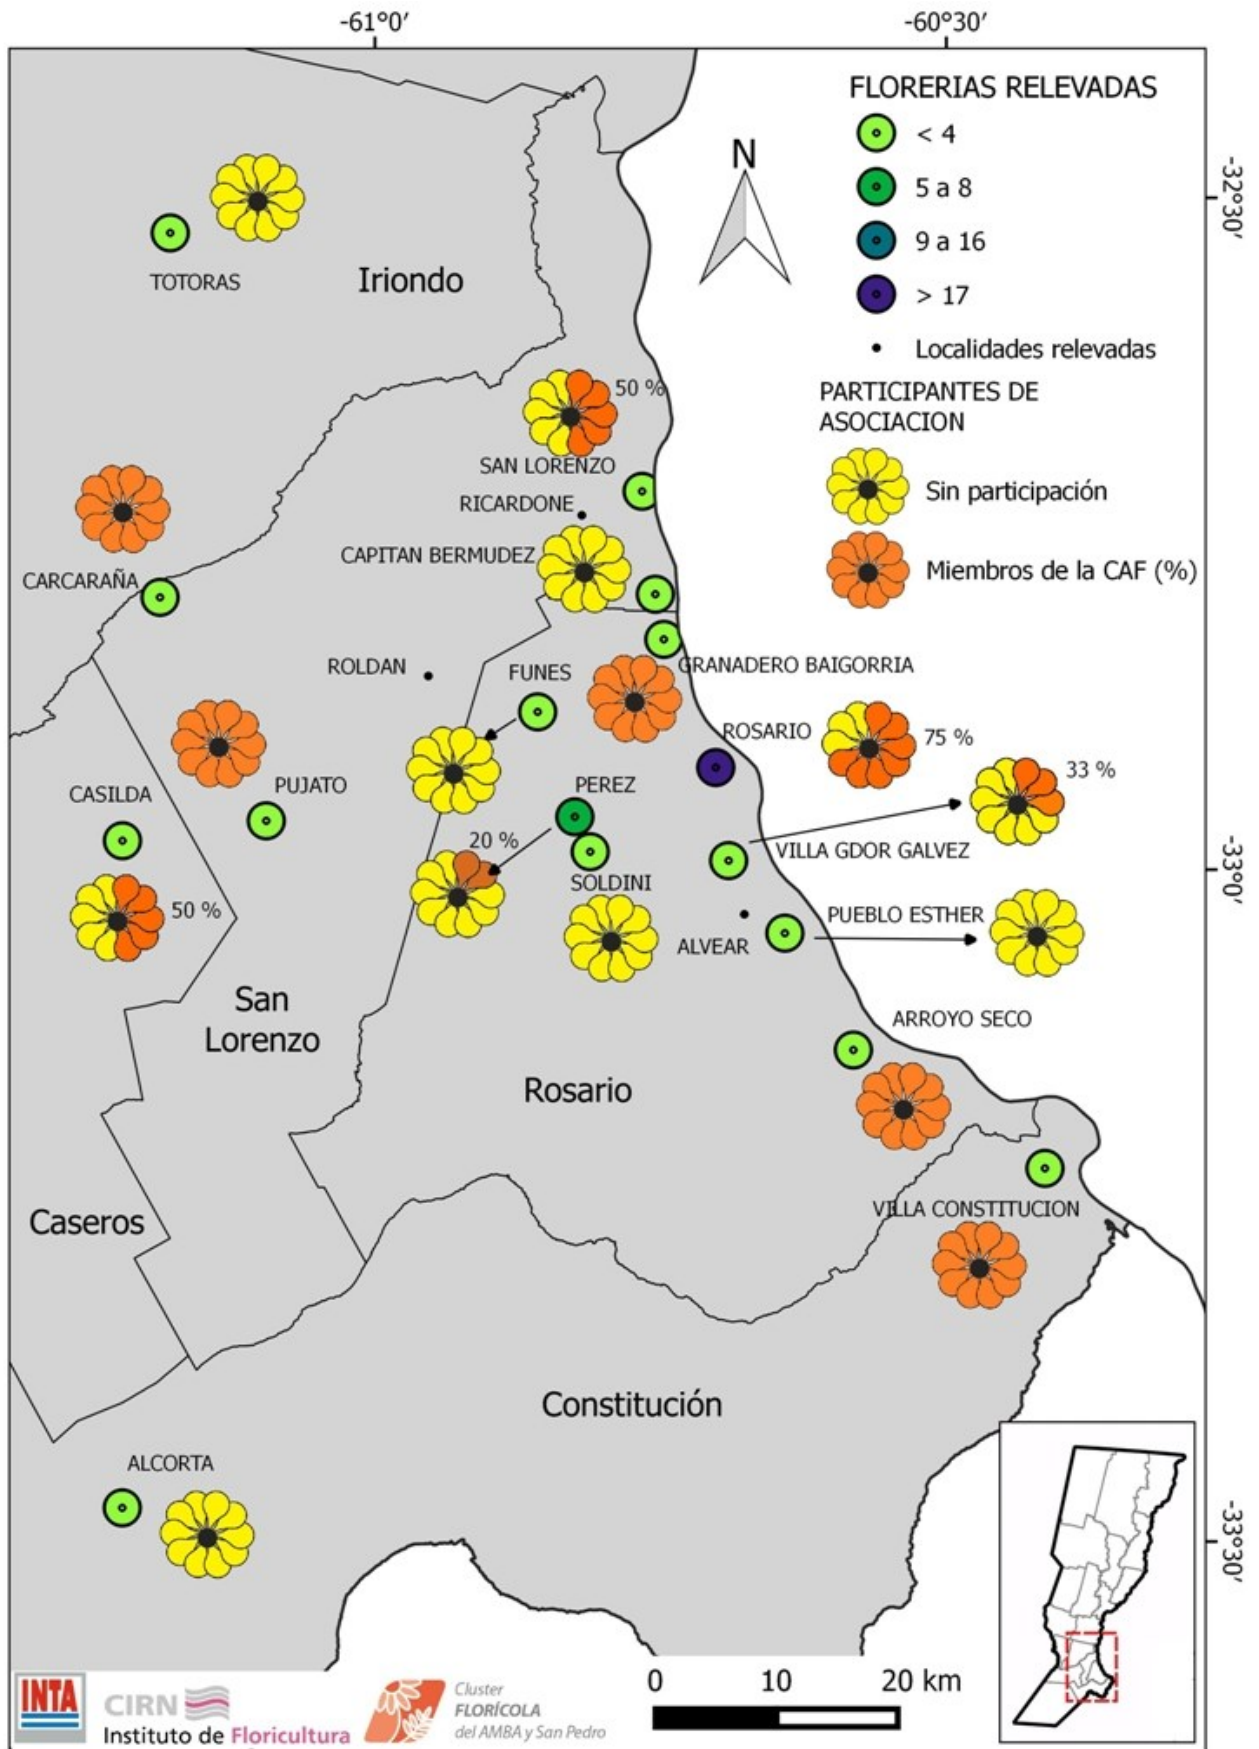 -61°0′
-60°30′
FLORERIAS RELEVADAS
< 4
5 a 8
9 a 16
> 17
Localidades relevadas
PARTICIPANTES DE
ASOCIACION
Sin participación
Miembros de la CAF (%)
N
-32°30′
-33°0′
-33°30′
TOTORAS
Iriondo
50 %
SAN LORENZO
RICARDONE
CAPITAN BERMUDEZ
CARCARAÑA
ROLDAN
FUNES
GRANADERO BAIGORRIA
ROSARIO
75 %
33 %
CASILDA
PUJATO
PEREZ
20 %
VILLA GDOR GALVEZ
SOLDINI
50 %
PUEBLO ESTHER
ALVEAR
San
Lorenzo
ARROYO SECO
Rosario
VILLA CONSTITUCION
Caseros
Constitución
ALCORTA
INTA
CIRN
Instituto de Floricultura
Cluster
FLORÍCOLA
del AMBA y San Pedro
0 10 20 km